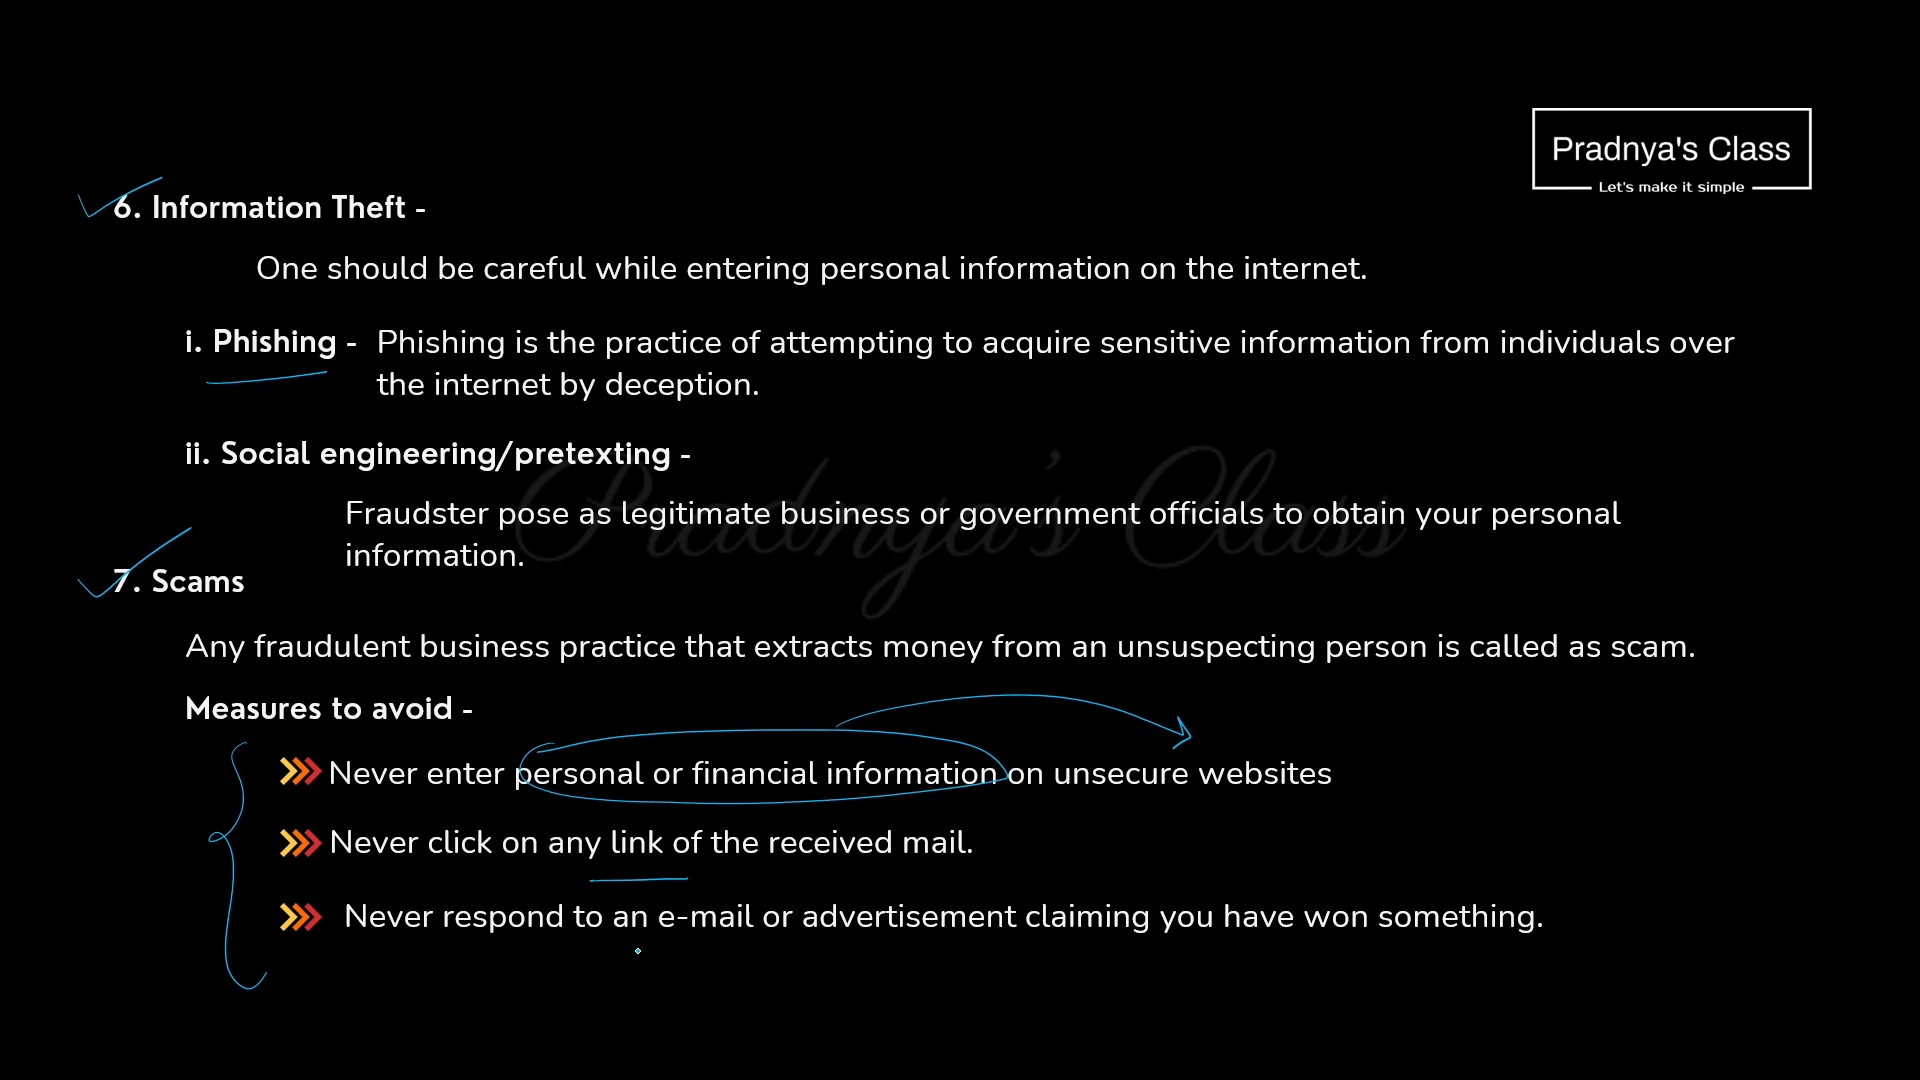 Pradnya's Class
Let's make it simple
6. Information Theft -
One should be careful while entering personal information on the internet.
i. Phishing - Phishing is the practice of attempting to acquire sensitive information from individuals over
the internet by deception.
ii. Social engineering/pretexting -
Pradnya's Class
Fraudster pose as legitimate business or government officials to obtain your personal
information.
7. Scams
Any fraudulent business practice that extracts money from an unsuspecting person is called as scam.
Measures to avoid -
Never enter personal or financial information on unsecure websites
Never click on any link of the received mail.
Never respond to an e-mail or advertisement claiming you have won something.